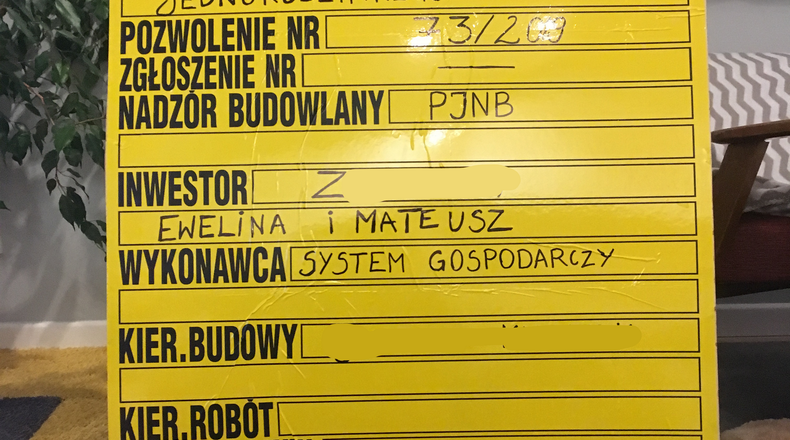 POZWOLENIE NR
ZGŁOSZENIE NR —
NADZÓR BUDOWLANY PJNB
INWESTOR Z
EWELINA i MATEUSZ
WYKONAWCA SYSTEM GOSPODARCZY
KIER.BUDOWY
KIER.ROBÓT